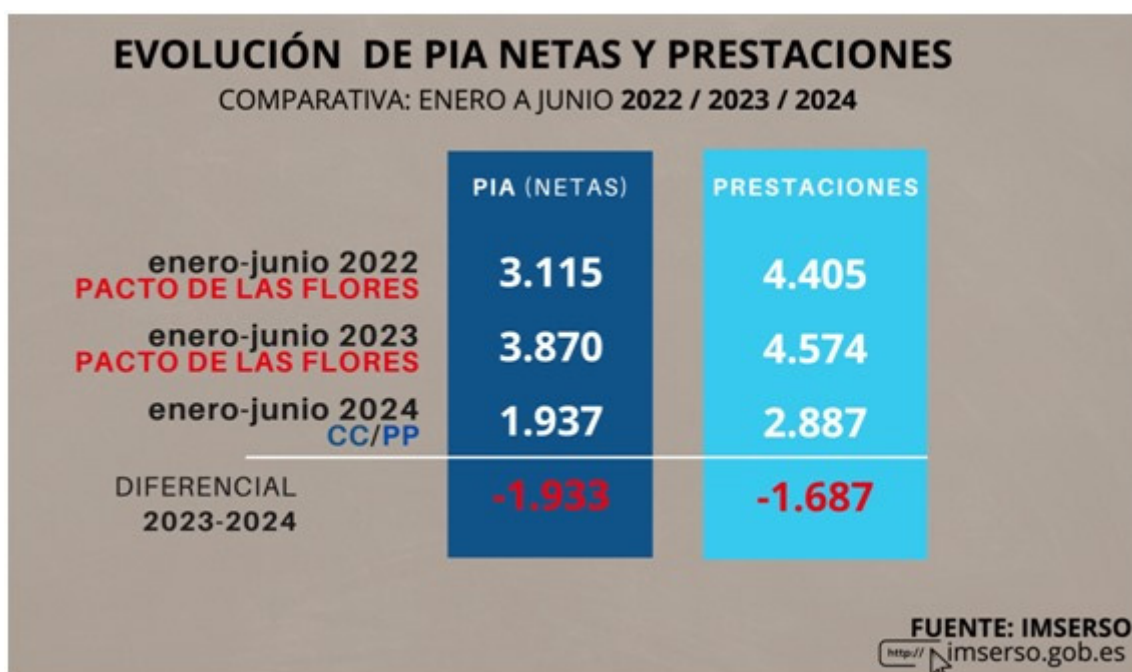 EVOLUCIÓN DE PIA NETAS Y PRESTACIONES
COMPARATIVA: ENERO A JUNIO 2022 / 2023 / 2024
PIA (NETAS) PRESTACIONES
enero-junio 2022 3.115 4.405
PACTO DE LAS FLORES
enero-junio 2023 3.870 4.574
PACTO DE LAS FLORES
enero-junio 2024 1.937 2.887
CC/PP
DIFERENCIAL -1.933 -1.687
2023-2024
FUENTE: IMSERSO
http:// imserso.gob.es